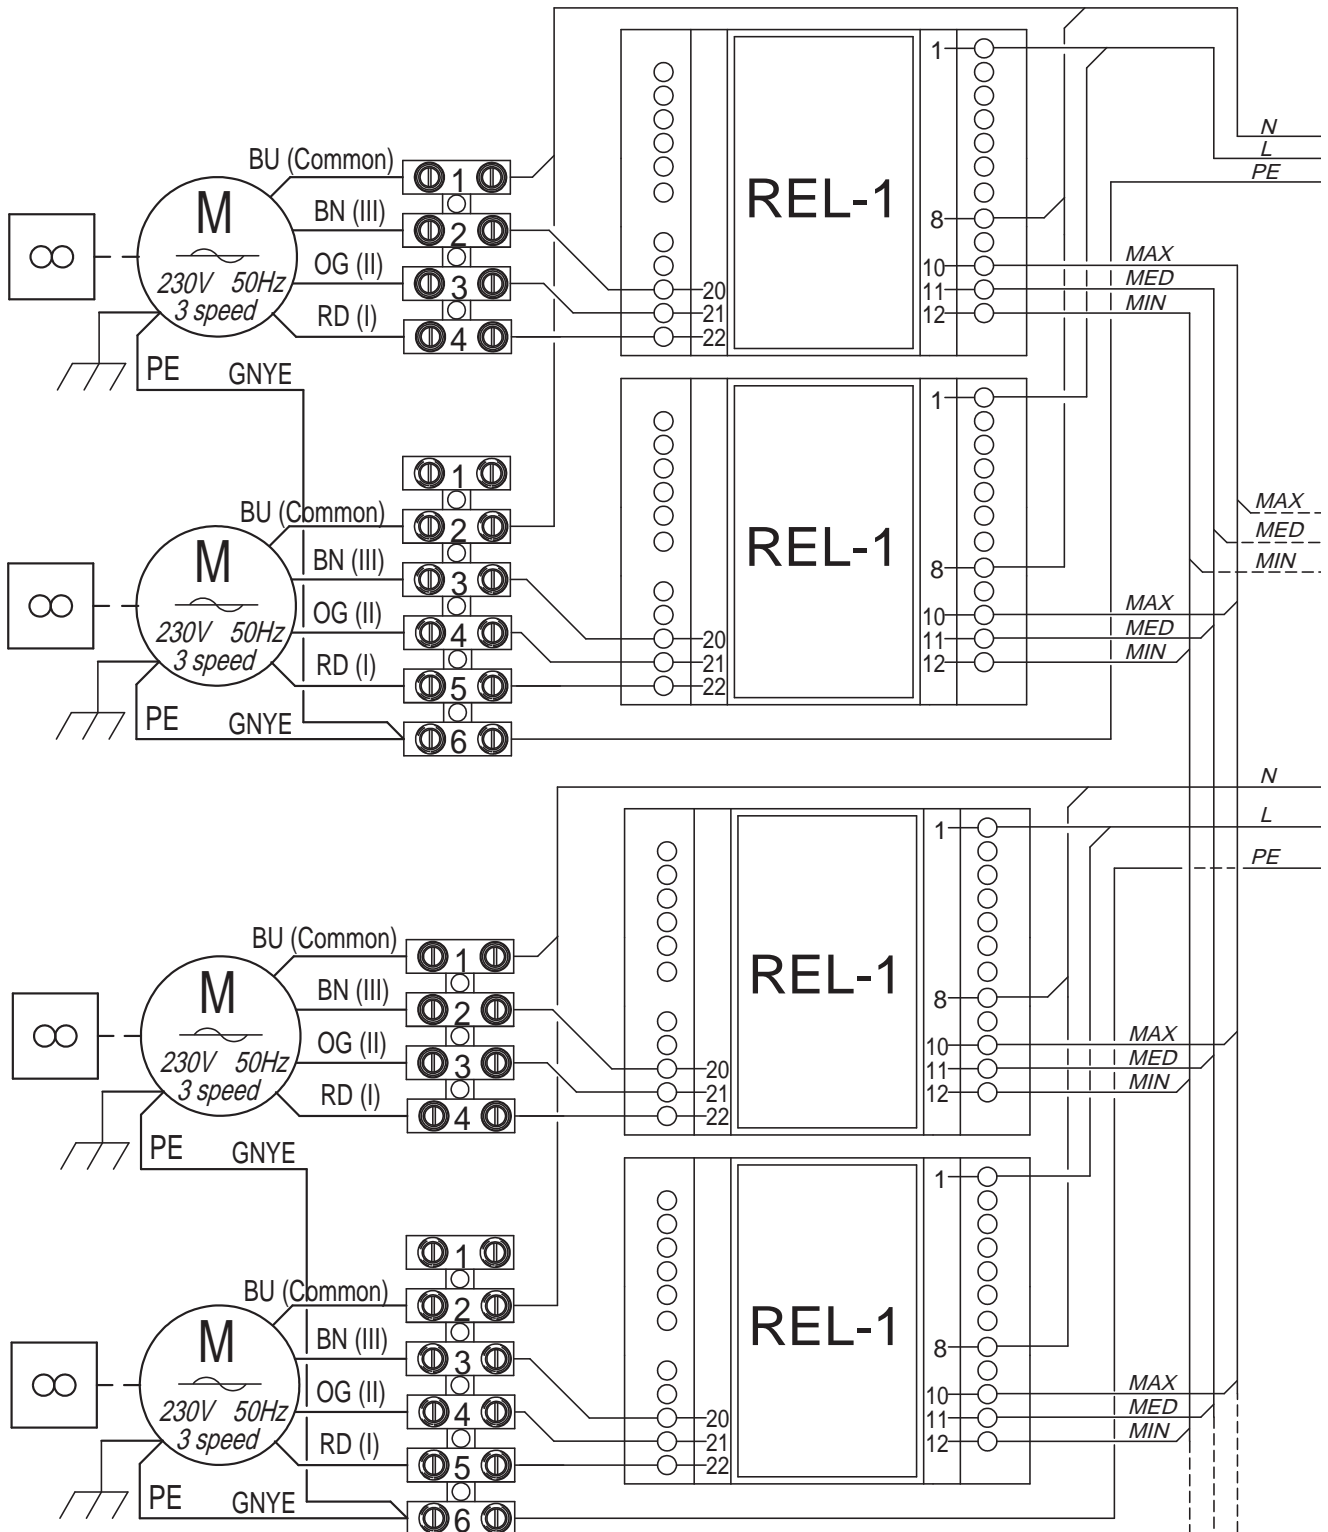 1
REL-1
N
L
PE
BU (Common)
1
M
BN (III)
2
8
OG (II)
3
10
MAX
230V 50Hz
20
11
MED
3 speed
RD (I)
4
21
12
MIN
22
PE
GNYE
1
REL-1
1
BU (Common)
2
MAX
MED
M
BN (III)
3
8
MIN
OG (II)
4
10
MAX
230V 50Hz
20
11
MED
3 speed
RD (I)
5
21
12
MIN
22
PE
GNYE
6
N
1
L
PE
REL-1
BU (Common)
1
M
BN (III)
2
8
OG (II)
3
10
MAX
230V 50Hz
20
11
MED
3 speed
RD (I)
4
21
12
MIN
22
PE
GNYE
1
REL-1
1
BU (Common)
2
M
BN (III)
3
8
OG (II)
4
10
MAX
230V 50Hz
20
11
MED
3 speed
RD (I)
5
21
12
MIN
22
PE
GNYE
6